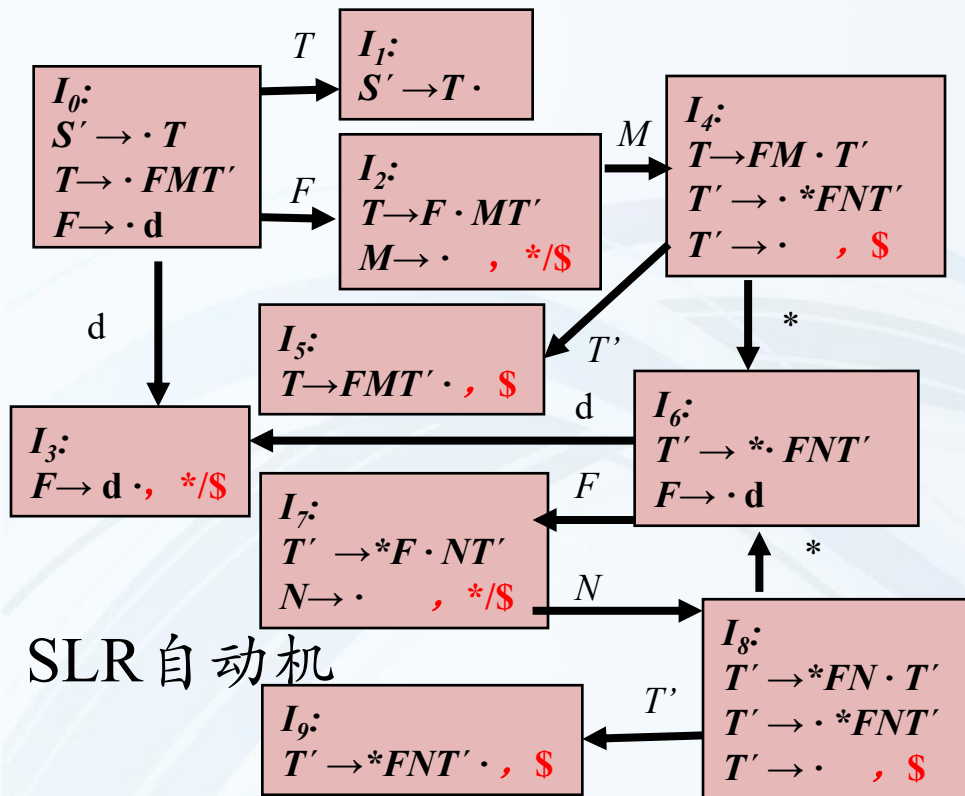 I₀:
S′ → · T
T→ · FMT′
F→ · d
T
I₁:
S′ →T ·
F
I₂:
T→F · MT′
M→ · , */$
M
I₄:
T→FM · T′
T′ → · *FNT′
T′ → · , $
d
T’
*
I₅:
T→FMT′ · , $
I₃:
F→ d ·, */$
d
I₆:
T′ → *· FNT′
F→ · d
F
I₇:
T′ →*F · NT′
N→ · , */$
N
*
I₈:
T′ →*FN · T′
T′ → · *FNT′
T′ → · , $
SLR自动机
T’
I₉:
T′ → *FNT′ · , $